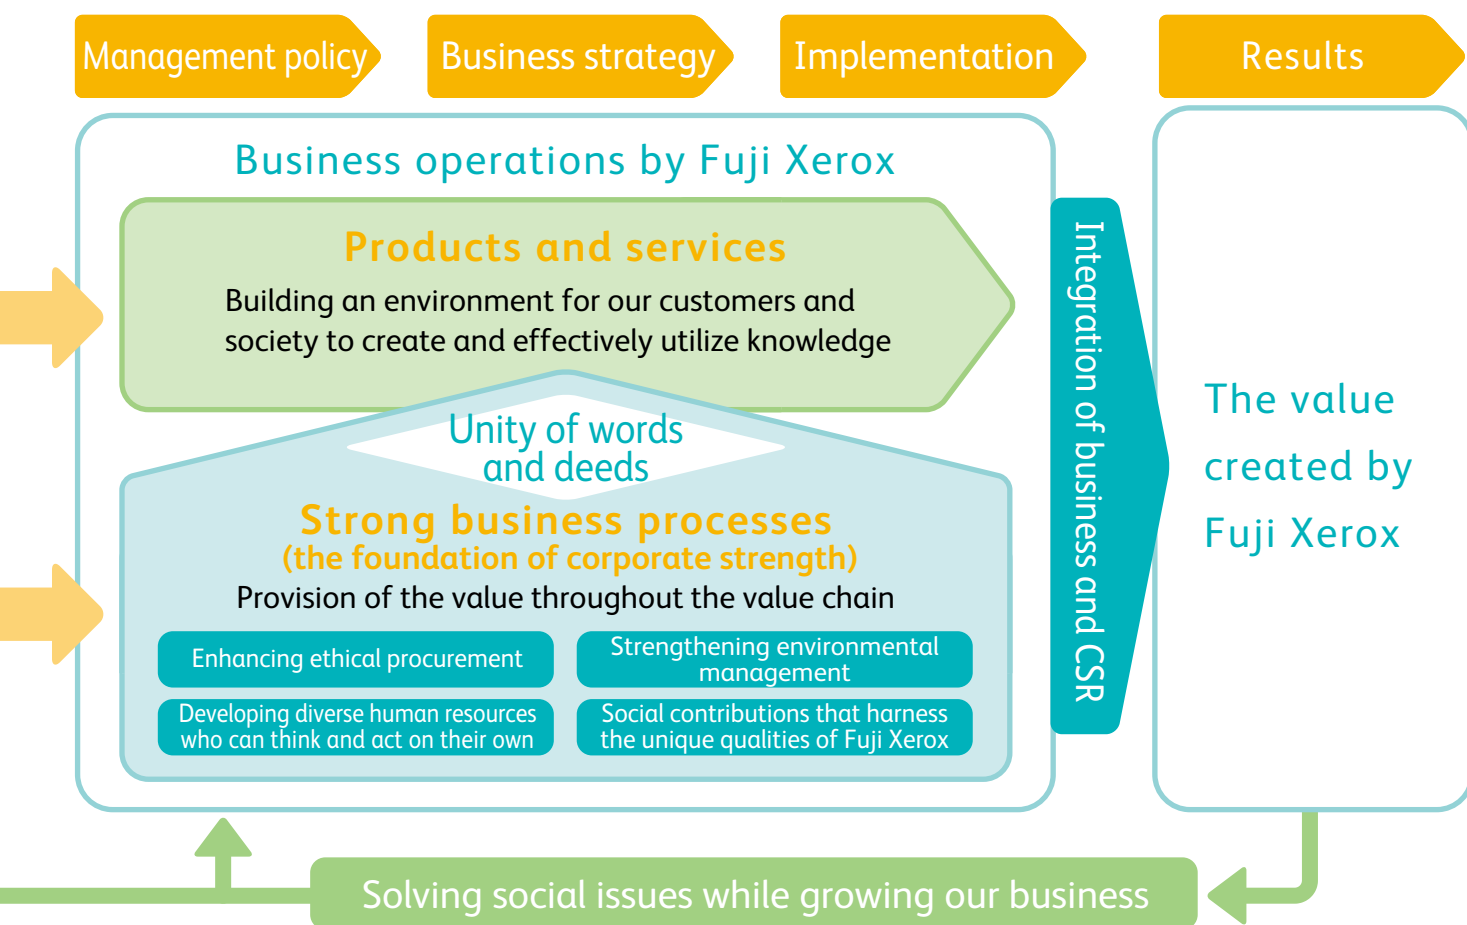 Management policy
Business strategy
Implementation
Results
Business operations by Fuji Xerox
Products and services
Building an environment for our customers and
society to create and effectively utilize knowledge
Unity of words
and deeds
Strong business processes
(the foundation of corporate strength)
Provision of the value throughout the value chain
Enhancing ethical procurement
Strengthening environmental
management
Developing diverse human resources
who can think and act on their own
Social contributions that harness
the unique qualities of Fuji Xerox
Integration of business and CSR
The value
created by
Fuji Xerox
Solving social issues while growing our business